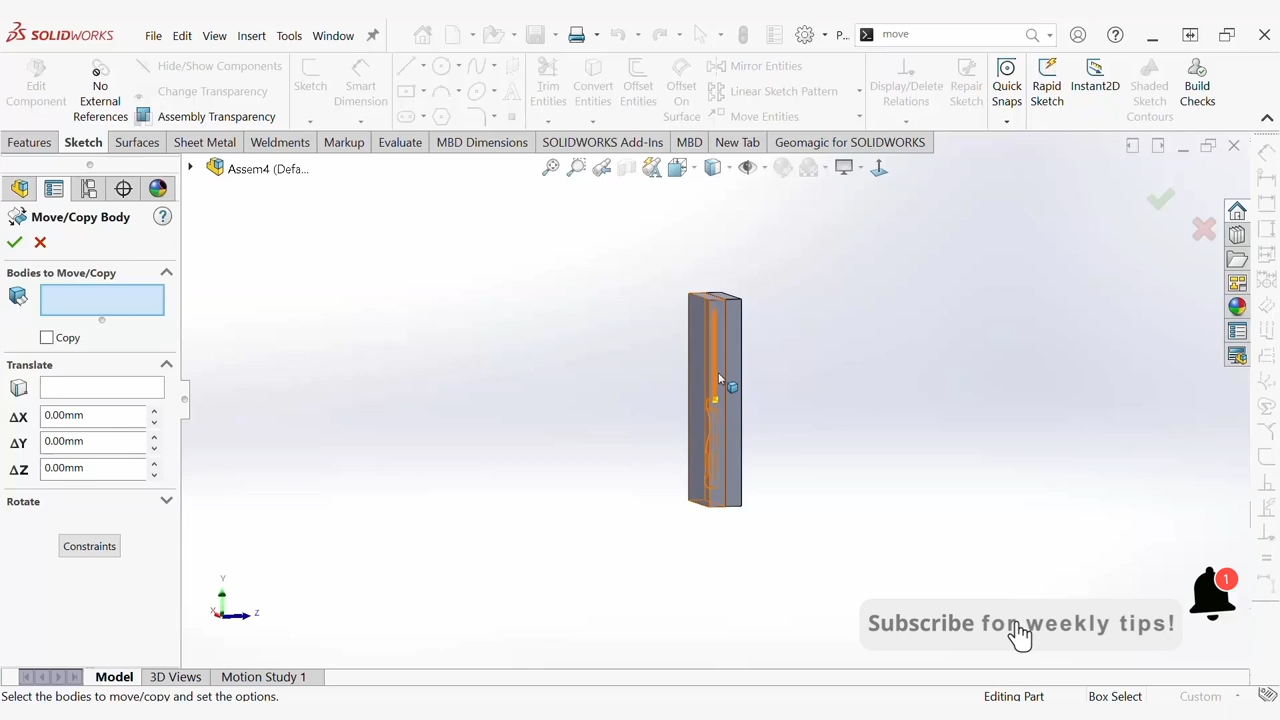 SOLIDWORKS
File Edit View Insert Tools Window
P...
move
Edit Component
No External References
Hide/Show Components
Change Transparency
Assembly Transparency
Sketch
Smart Dimension
Trim Entities
Convert Entities
Offset Entities
Offset On Surface
Mirror Entities
Linear Sketch Pattern
Move Entities
Display/Delete Relations
Repair Sketch
Quick Snaps
Rapid Sketch
Instant2D
Shaded Sketch Contours
Build Checks
Features Sketch Surfaces Sheet Metal Weldments Markup Evaluate MBD Dimensions SOLIDWORKS Add-Ins MBD New Tab Geomagic for SOLIDWORKS
Assem4 (Defa...
Move/Copy Body
Bodies to Move/Copy
Copy
Translate
ΔX 0.00mm
ΔY 0.00mm
ΔZ 0.00mm
Rotate
Constraints
Y
X
Z
1
Subscribe for weekly tips!
Model 3D Views Motion Study 1
Select the bodies to move/copy and set the options.
Editing Part Box Select Custom